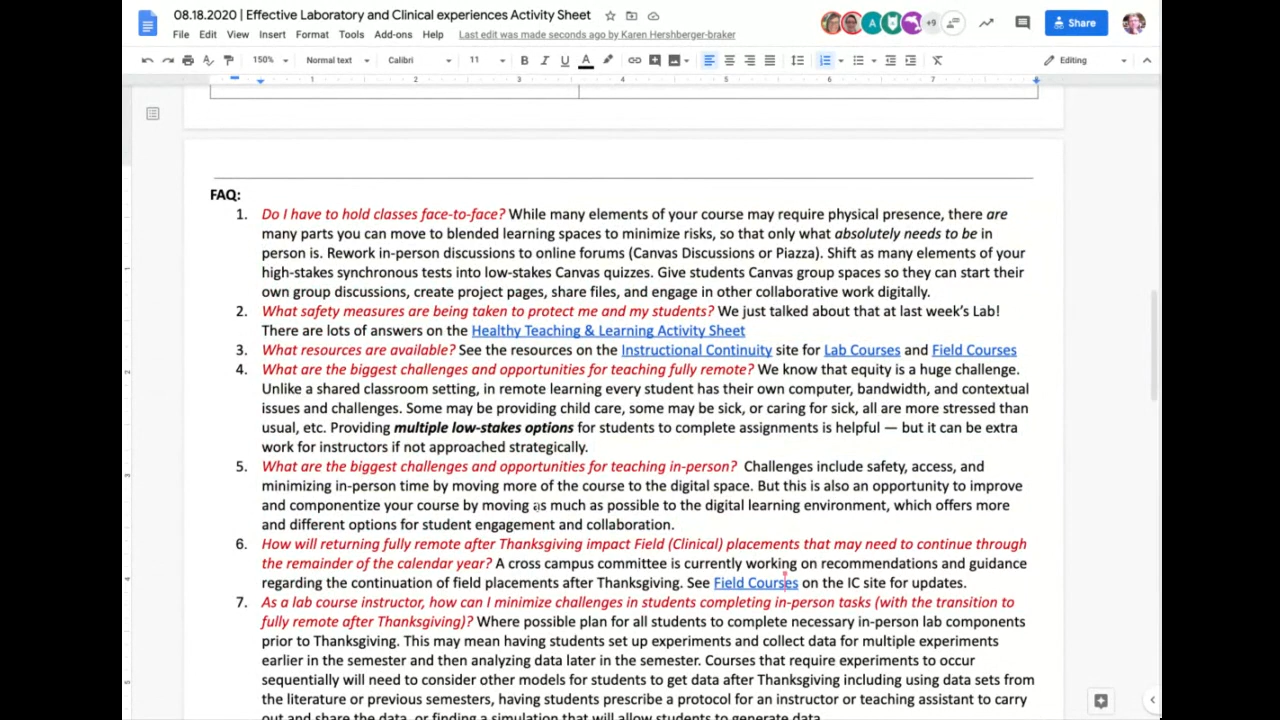 08.18.2020 | Effective Laboratory and Clinical experiences Activity Sheet
File Edit View Insert Format Tools Add-ons Help Last edit was made seconds ago by Karen Hershberger-braker
A +9 Share
150% Normal text Calibri 11 B I U A Editing
1 2 3 4 5 6 7
FAQ:
1. Do I have to hold classes face-to-face? While many elements of your course may require physical presence, there are
many parts you can move to blended learning spaces to minimize risks, so that only what absolutely needs to be in
person is. Rework in-person discussions to online forums (Canvas Discussions or Piazza). Shift as many elements of your
high-stakes synchronous tests into low-stakes Canvas quizzes. Give students Canvas group spaces so they can start their
own group discussions, create project pages, share files, and engage in other collaborative work digitally.
2. What safety measures are being taken to protect me and my students? We just talked about that at last week's Lab!
There are lots of answers on the Healthy Teaching & Learning Activity Sheet
3. What resources are available? See the resources on the Instructional Continuity site for Lab Courses and Field Courses
4. What are the biggest challenges and opportunities for teaching fully remote? We know that equity is a huge challenge.
Unlike a shared classroom setting, in remote learning every student has their own computer, bandwidth, and contextual
issues and challenges. Some may be providing child care, some may be sick, or caring for sick, all are more stressed than
usual, etc. Providing multiple low-stakes options for students to complete assignments is helpful — but it can be extra
work for instructors if not approached strategically.
5. What are the biggest challenges and opportunities for teaching in-person? Challenges include safety, access, and
minimizing in-person time by moving more of the course to the digital space. But this is also an opportunity to improve
and componentize your course by moving as much as possible to the digital learning environment, which offers more
and different options for student engagement and collaboration.
6. How will returning fully remote after Thanksgiving impact Field (Clinical) placements that may need to continue through
the remainder of the calendar year? A cross campus committee is currently working on recommendations and guidance
regarding the continuation of field placements after Thanksgiving. See Field Courses on the IC site for updates.
7. As a lab course instructor, how can I minimize challenges in students completing in-person tasks (with the transition to
fully remote after Thanksgiving)? Where possible plan for all students to complete necessary in-person lab components
prior to Thanksgiving. This may mean having students set up experiments and collect data for multiple experiments
earlier in the semester and then analyzing data later in the semester. Courses that require experiments to occur
sequentially will need to consider other models for students to get data after Thanksgiving including using data sets from
the literature or previous semesters, having students prescribe a protocol for an instructor or teaching assistant to carry
out and share the data, or finding a simulation that will allow students to generate data.